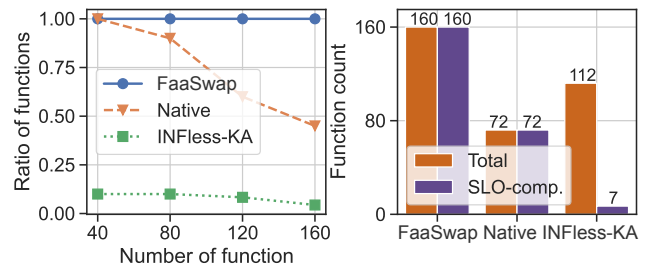 1.00
0.75
0.50
0.25
0.00
Ratio of functions
FaaSwap
Native
INFless-KA
40
80
120
160
Number of function
160
80
0
Function count
160
160
72
72
112
7
Total
SLO-comp.
FaaSwap
Native
INFless-KA